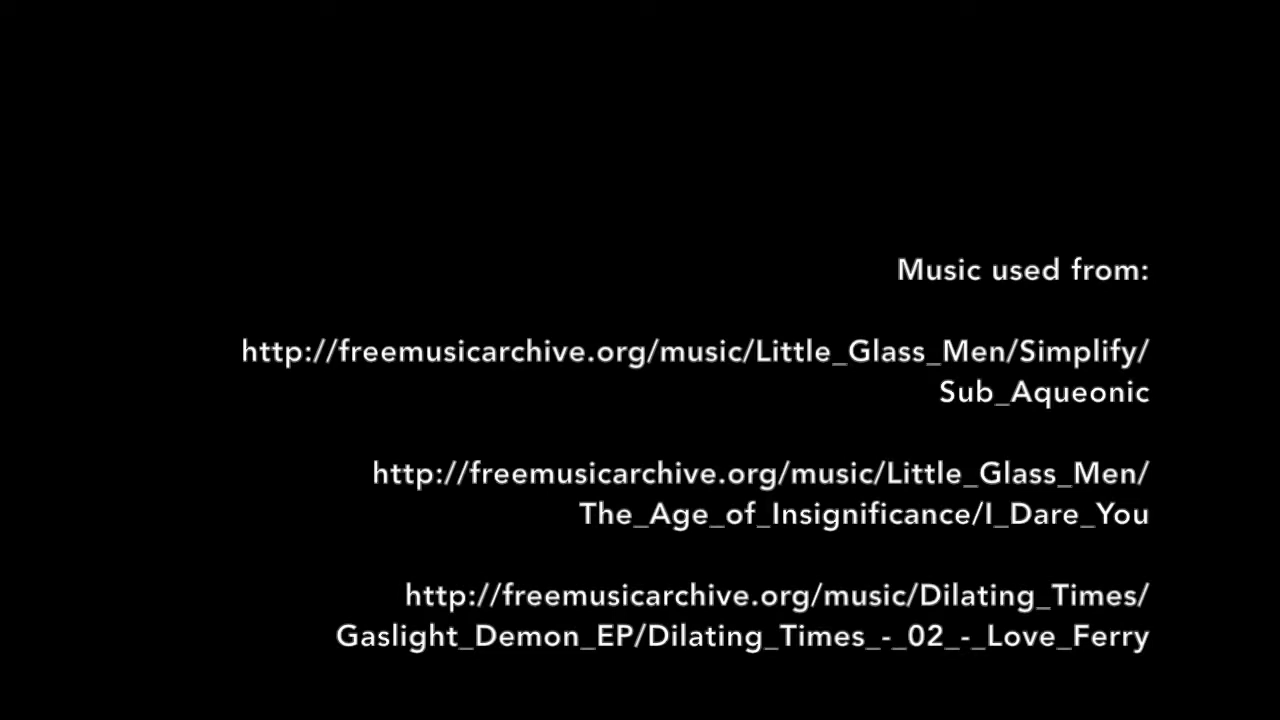 Music used from:
http://freemusicarchive.org/music/Little_Glass_Men/Simplify/
Sub_Aqueonic
http://freemusicarchive.org/music/Little_Glass_Men/
The_Age_of_Insignificance/I_Dare_You
http://freemusicarchive.org/music/Dilating_Times/
Gaslight_Demon_EP/Dilating_Times_-_02_-_Love_Ferry